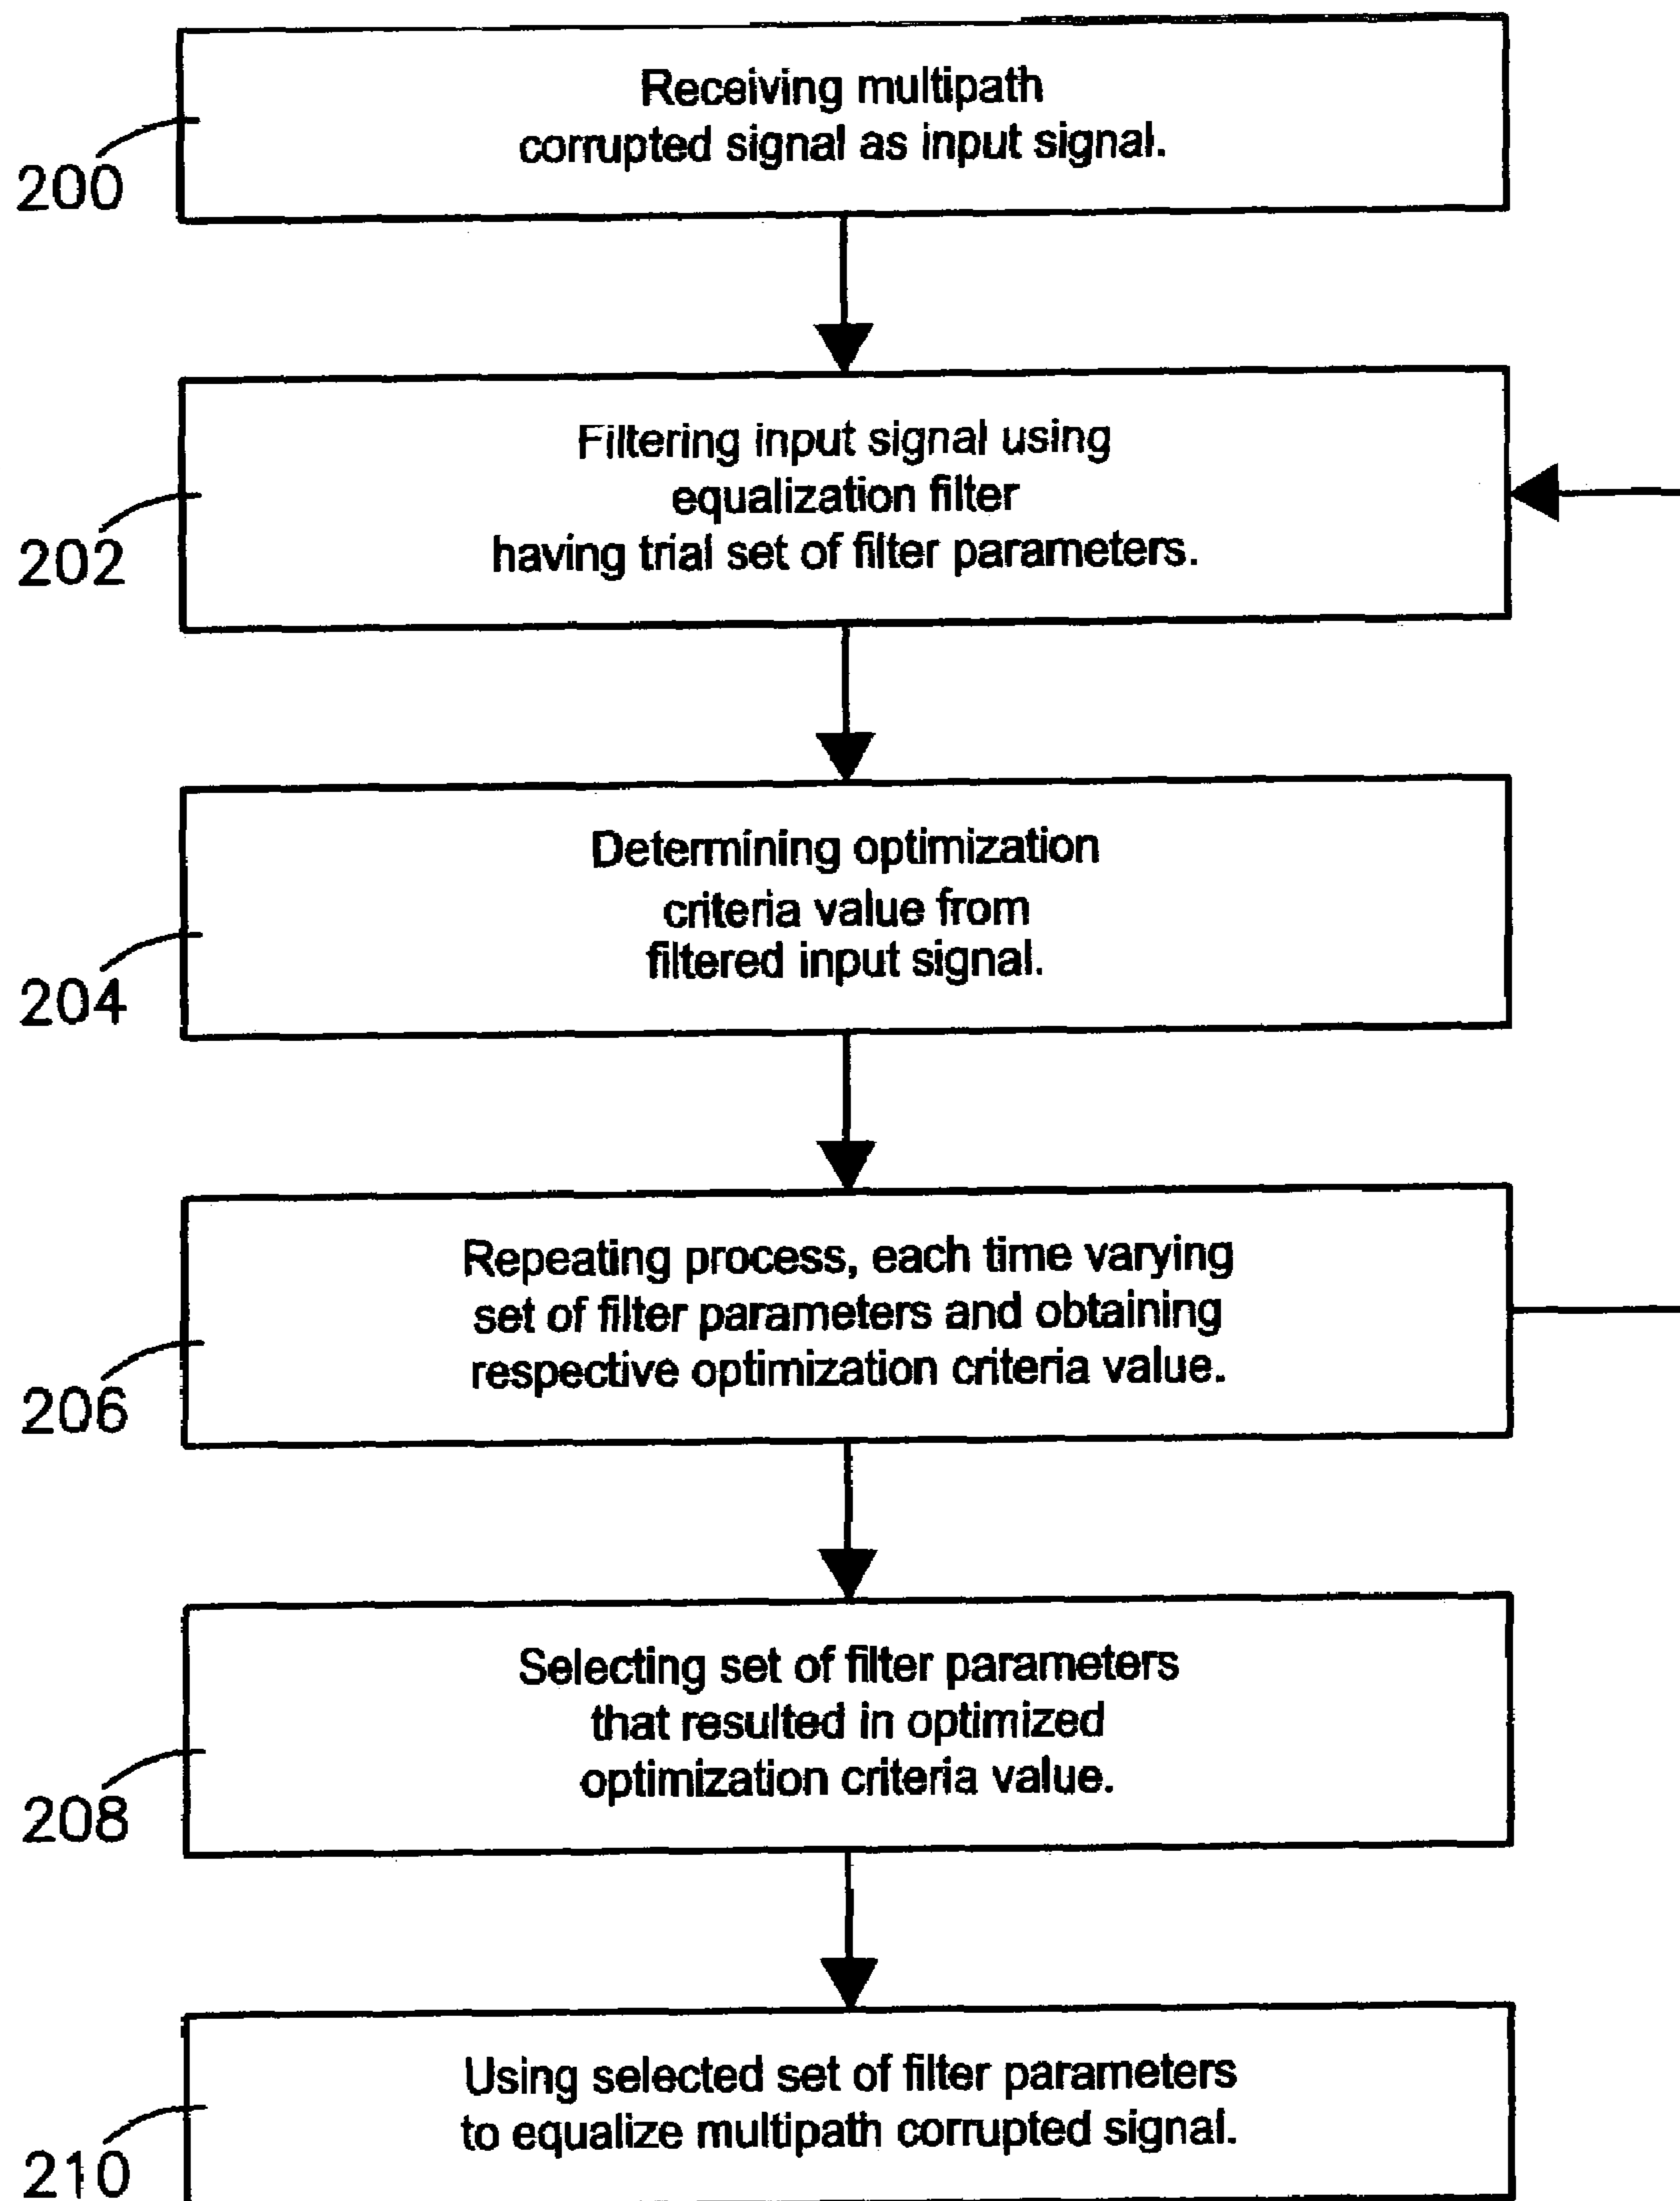 Receiving multipath
corrupted signal as input signal.
200
Filtering input signal using
equalization filter
having trial set of filter parameters.
202
Determining optimization
criteria value from
filtered input signal.
204
Repeating process, each time varying
set of filter parameters and obtaining
respective optimization criteria value.
206
Selecting set of filter parameters
that resulted in optimized
optimization criteria value.
208
Using selected set of filter parameters
to equalize multipath corrupted signal.
210